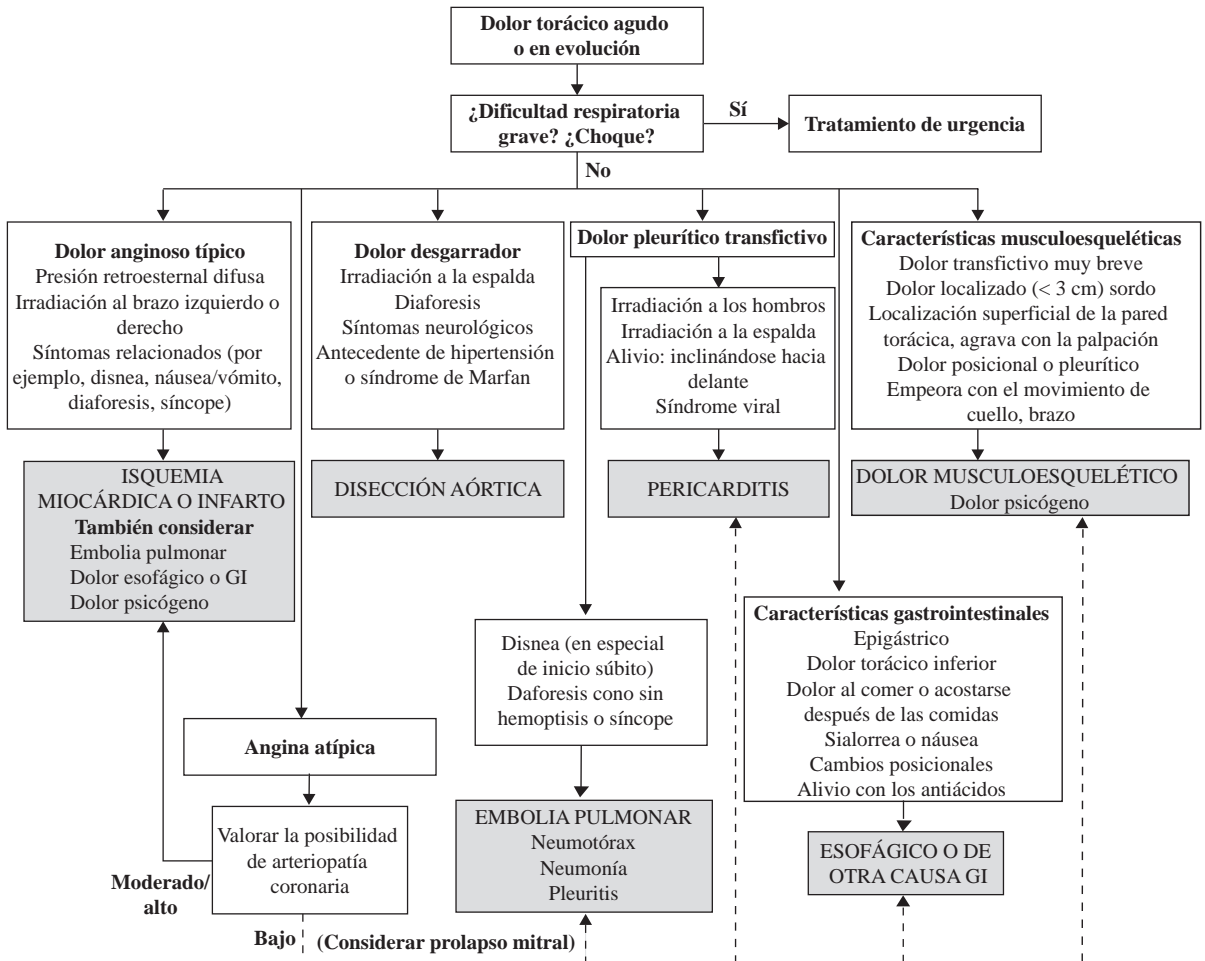 Dolor torácico agudo
o en evolución
¿Dificultad respiratoria
grave? ¿Choque?
Sí
Tratamiento de urgencia
No
Dolor anginoso típico
Presión retroesternal difusa
Irradiación al brazo izquierdo o
derecho
Síntomas relacionados (por
ejemplo, disnea, náusea/vómito,
diaforesis, síncope)
Dolor desgarrador
Irradiación a la espalda
Diaforesis
Síntomas neurológicos
Antecedente de hipertensión
o síndrome de Marfan
Dolor pleurítico transfictivo
Irradiación a los hombros
Irradiación a la espalda
Alivio: inclinándose hacia
delante
Síndrome viral
Características musculoesqueléticas
Dolor transfictivo muy breve
Dolor localizado (< 3 cm) sordo
Localización superficial de la pared
torácica, agrava con la palpación
Dolor posicional o pleurítico
Empeora con el movimiento de
cuello, brazo
ISQUEMIA
MIOCÁRDICA O INFARTO
También considerar
Embolia pulmonar
Dolor esofágico o GI
Dolor psicógeno
DISECCIÓN AÓRTICA
PERICARDITIS
DOLOR MUSCULOESQUELÉTICO
Dolor psicógeno
Disnea (en especial
de inicio súbito)
Daforesis cono sin
hemoptisis o síncope
Características gastrointestinales
Epigástrico
Dolor torácico inferior
Dolor al comer o acostarse
después de las comidas
Sialorrea o náusea
Cambios posicionales
Alivio con los antiácidos
Angina atípica
Valorar la posibilidad
de arteriopatía
coronaria
EMBOLIA PULMONAR
Neumotórax
Neumonía
Pleuritis
ESOFÁGICO O DE
OTRA CAUSA GI
Moderado/
alto
Bajo
(Considerar prolapso mitral)